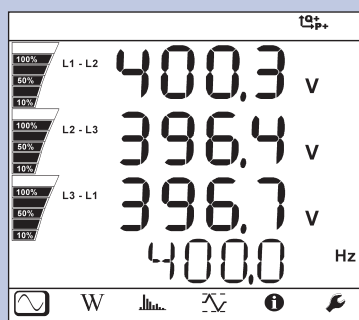 Q+
P+
100%
50%
10%
L1 - L2
400.3
V
100%
50%
10%
L2 - L3
396.4
V
100%
50%
10%
L3 - L1
396.7
V
400.0
Hz
W
i